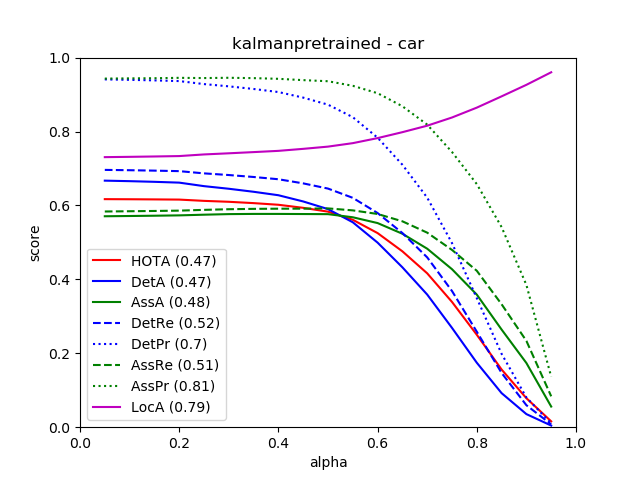 kalmanpretrained - car
1.0
0.8
0.6
0.4
0.2
0.0
score
HOTA (0.47)
DetA (0.47)
AssA (0.48)
DetRe (0.52)
DetPr (0.7)
AssRe (0.51)
AssPr (0.81)
LocA (0.79)
0.0 0.2 0.4 0.6 0.8 1.0
alpha